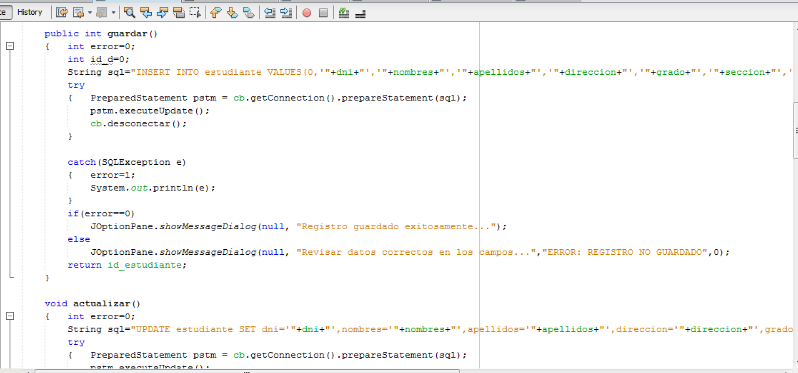 History
public int guardar()
{   int error=0;
int id_d=0;
String sql="INSERT INTO estudiante VALUES(0,'"+dni+"','"+nombres+"','"+apellidos+"','"+direccion+"','"+grado+"','"+seccion+"','
try
{   PreparedStatement pstm = cb.getConnection().prepareStatement(sql);
pstm.executeUpdate();
cb.desconectar();
}
catch(SQLException e)
{   error=1;
System.out.println(e);
}
if(error==0)
JOptionPane.showMessageDialog(null, "Registro guardado exitosamente...");
else
JOptionPane.showMessageDialog(null, "Revisar datos correctos en los campos...","ERROR: REGISTRO NO GUARDADO",0);
return id_estudiante;
}
void actualizar()
{   int error=0;
String sql="UPDATE estudiante SET dni='"+dni+"',nombres='"+nombres+"',apellidos='"+apellidos+"',direccion='"+direccion+"',grado
try
{   PreparedStatement pstm = cb.getConnection().prepareStatement(sql);
pstm.executeUpdate();